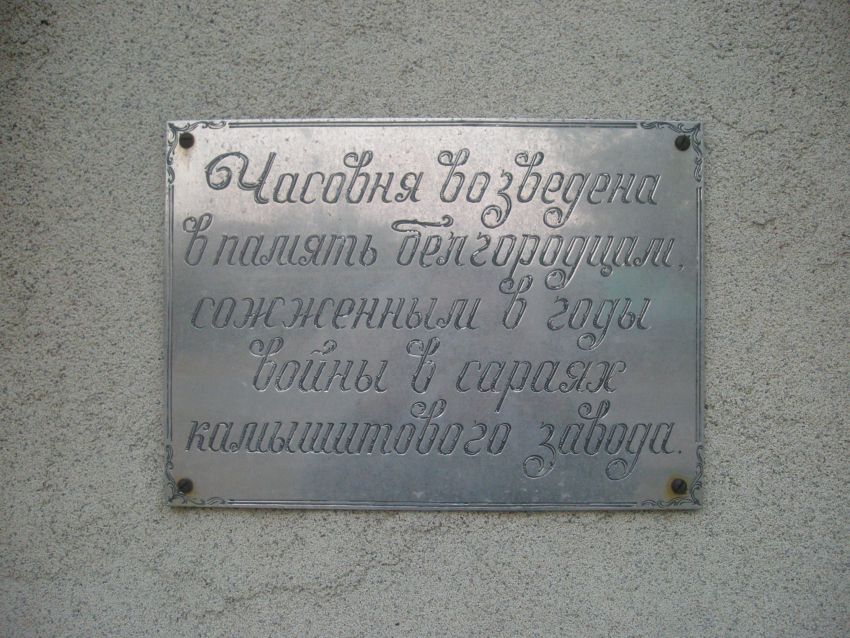 Часовня возведена
в память белгородцам,
сожженным в годы
войны в сараях
камышитового завода.